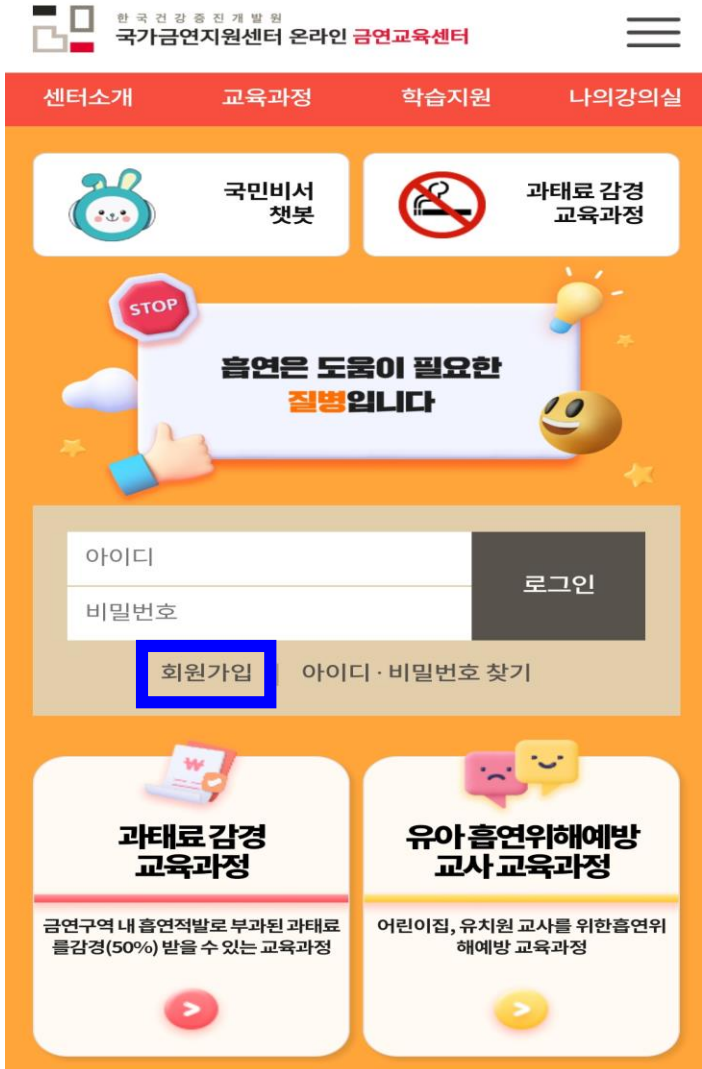 한국건강증진개발원
국가금연지원센터 온라인 금연교육센터
센터소개 교육과정 학습지원 나의강의실
국민비서
챗봇
과태료 감경
교육과정
STOP
흡연은 도움이 필요한
질병입니다
아이디
비밀번호
로그인
회원가입 | 아이디 · 비밀번호 찾기
₩
과태료 감경
교육과정
금연구역 내 흡연적발로 부과된 과태료
를감경(50%) 받을 수 있는 교육과정
유아 흡연위해예방
교사 교육과정
어린이집, 유치원 교사를 위한흡연위
해예방 교육과정